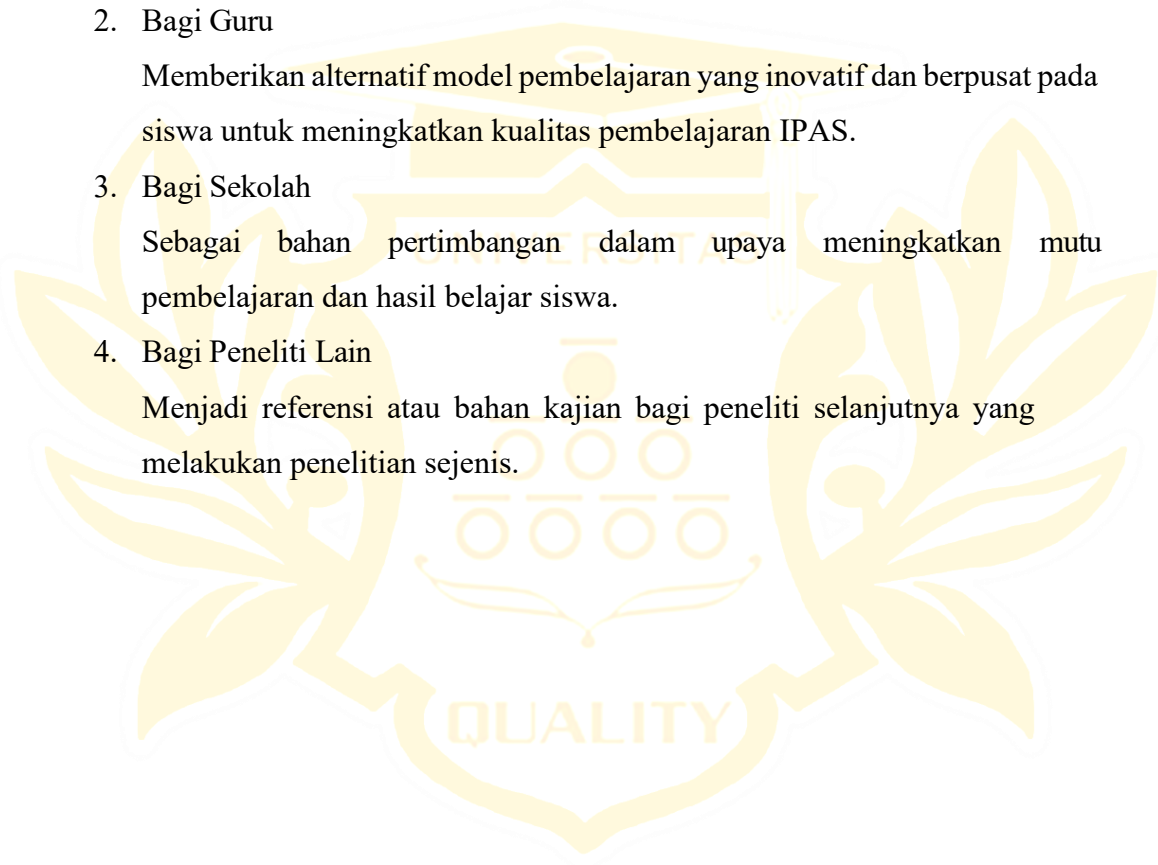 2. Bagi Guru
Memberikan alternatif model pembelajaran yang inovatif dan berpusat pada
siswa untuk meningkatkan kualitas pembelajaran IPAS.
3. Bagi Sekolah
UNIVERSITAS
Sebagai bahan pertimbangan dalam upaya meningkatkan mutu
pembelajaran dan hasil belajar siswa.
4. Bagi Peneliti Lain
Menjadi referensi atau bahan kajian bagi peneliti selanjutnya yang
melakukan penelitian sejenis.
QUALITY